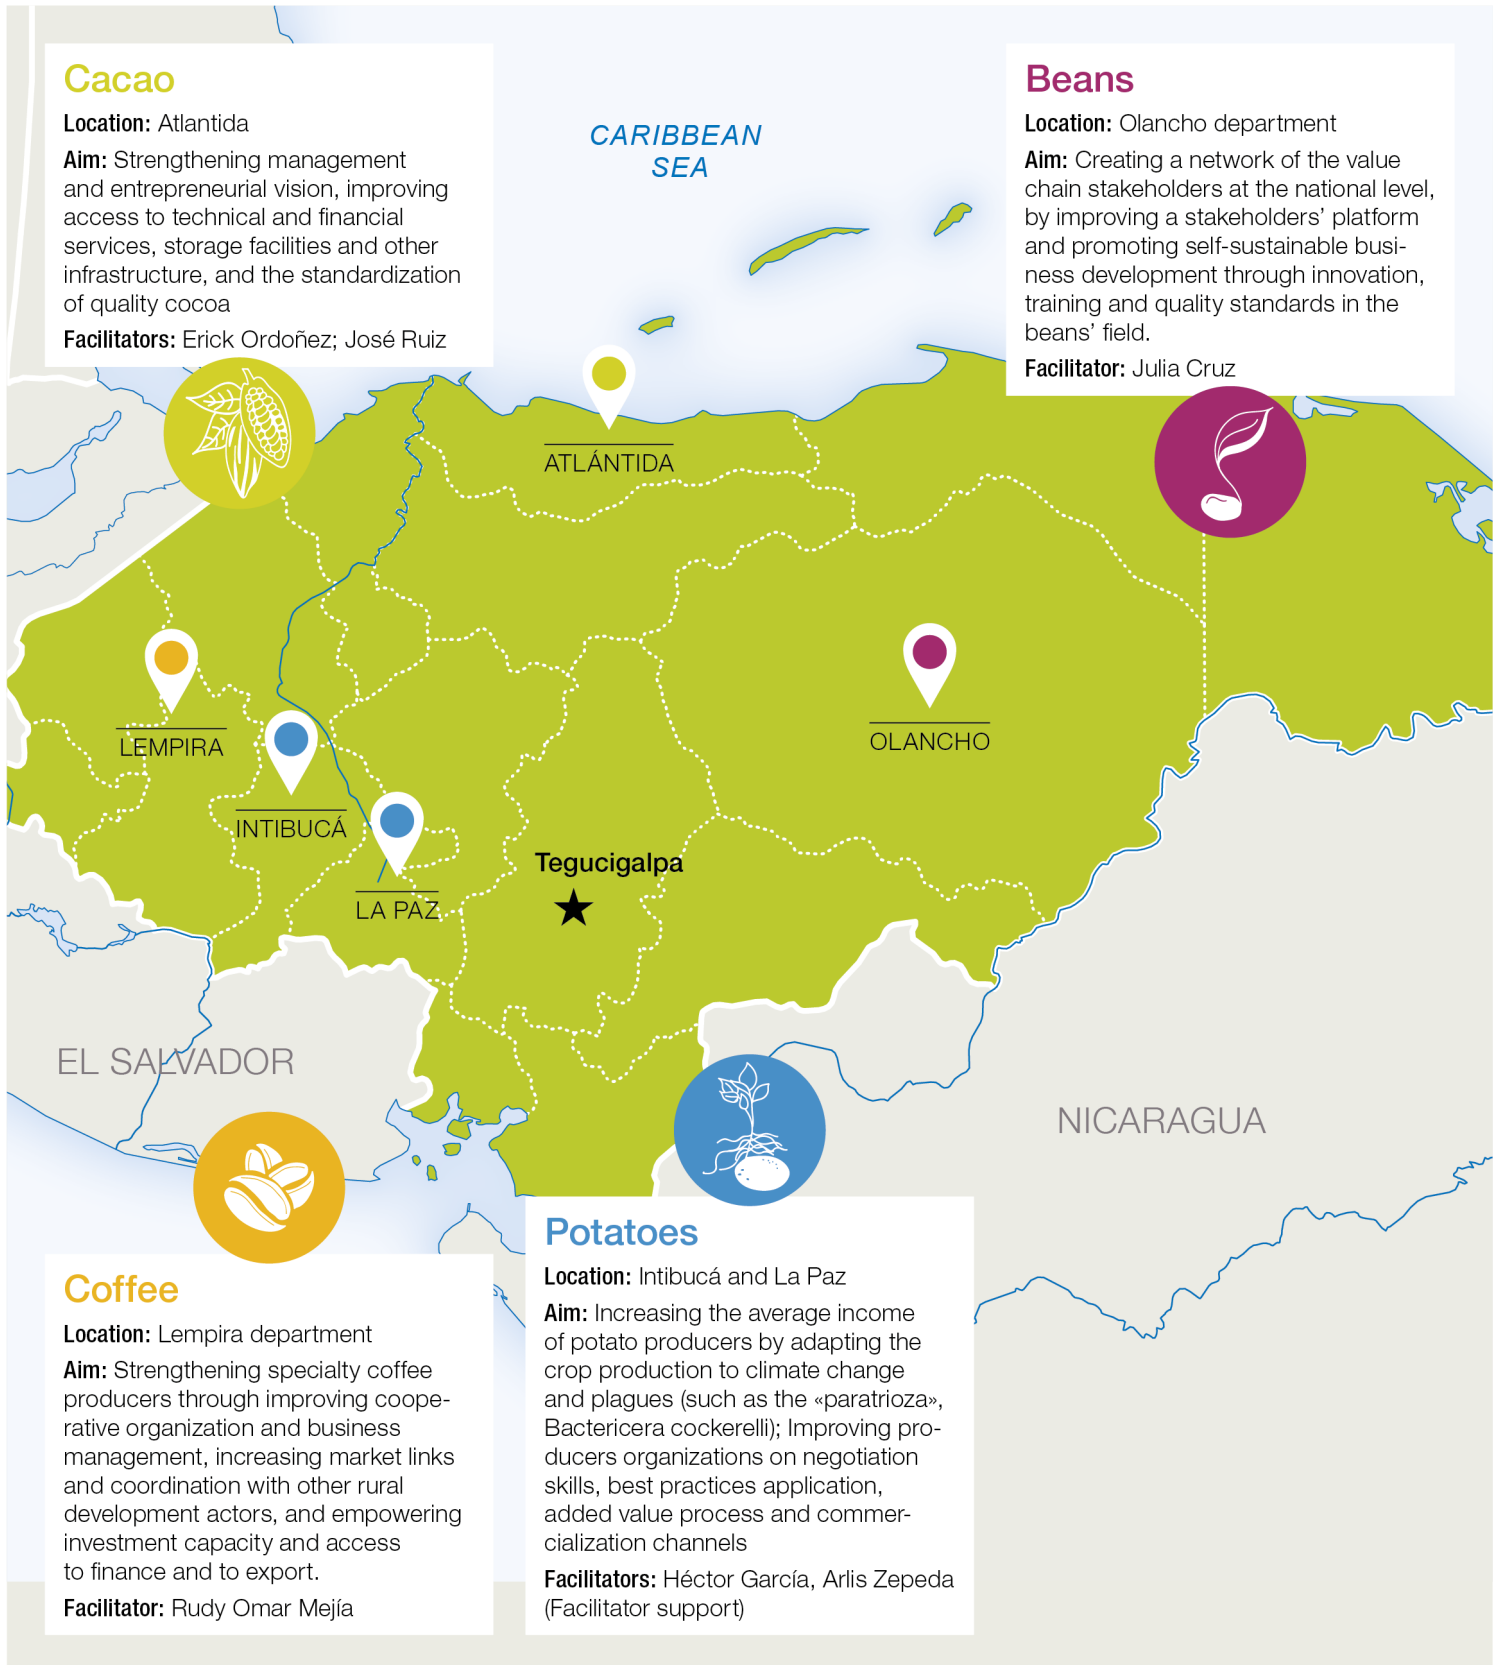 Cacao
Location: Atlantida
Aim: Strengthening management
and entrepreneurial vision, improving
access to technical and financial
services, storage facilities and other
infrastructure, and the standardization
of quality cocoa
Facilitators: Erick Ordoñez; José Ruiz
CARIBBEAN
SEA
Beans
Location: Olancho department
Aim: Creating a network of the value
chain stakeholders at the national level,
by improving a stakeholders’ platform
and promoting self-sustainable busi-
ness development through innovation,
training and quality standards in the
beans’ field.
Facilitator: Julia Cruz
ATLÁNTIDA
LEMPIRA
OLANCHO
INTIBUCÁ
LA PAZ
Tegucigalpa
EL SALVADOR
NICARAGUA
Coffee
Location: Lempira department
Aim: Strengthening specialty coffee
producers through improving coope-
rative organization and business
management, increasing market links
and coordination with other rural
development actors, and empowering
investment capacity and access
to finance and to export.
Facilitator: Rudy Omar Mejía
Potatoes
Location: Intibucá and La Paz
Aim: Increasing the average income
of potato producers by adapting the
crop production to climate change
and plagues (such as the «paratrioza»,
Bactericera cockerelli); Improving pro-
ducers organizations on negotiation
skills, best practices application,
added value process and commer-
cialization channels
Facilitators: Héctor García, Arlis Zepeda
(Facilitator support)